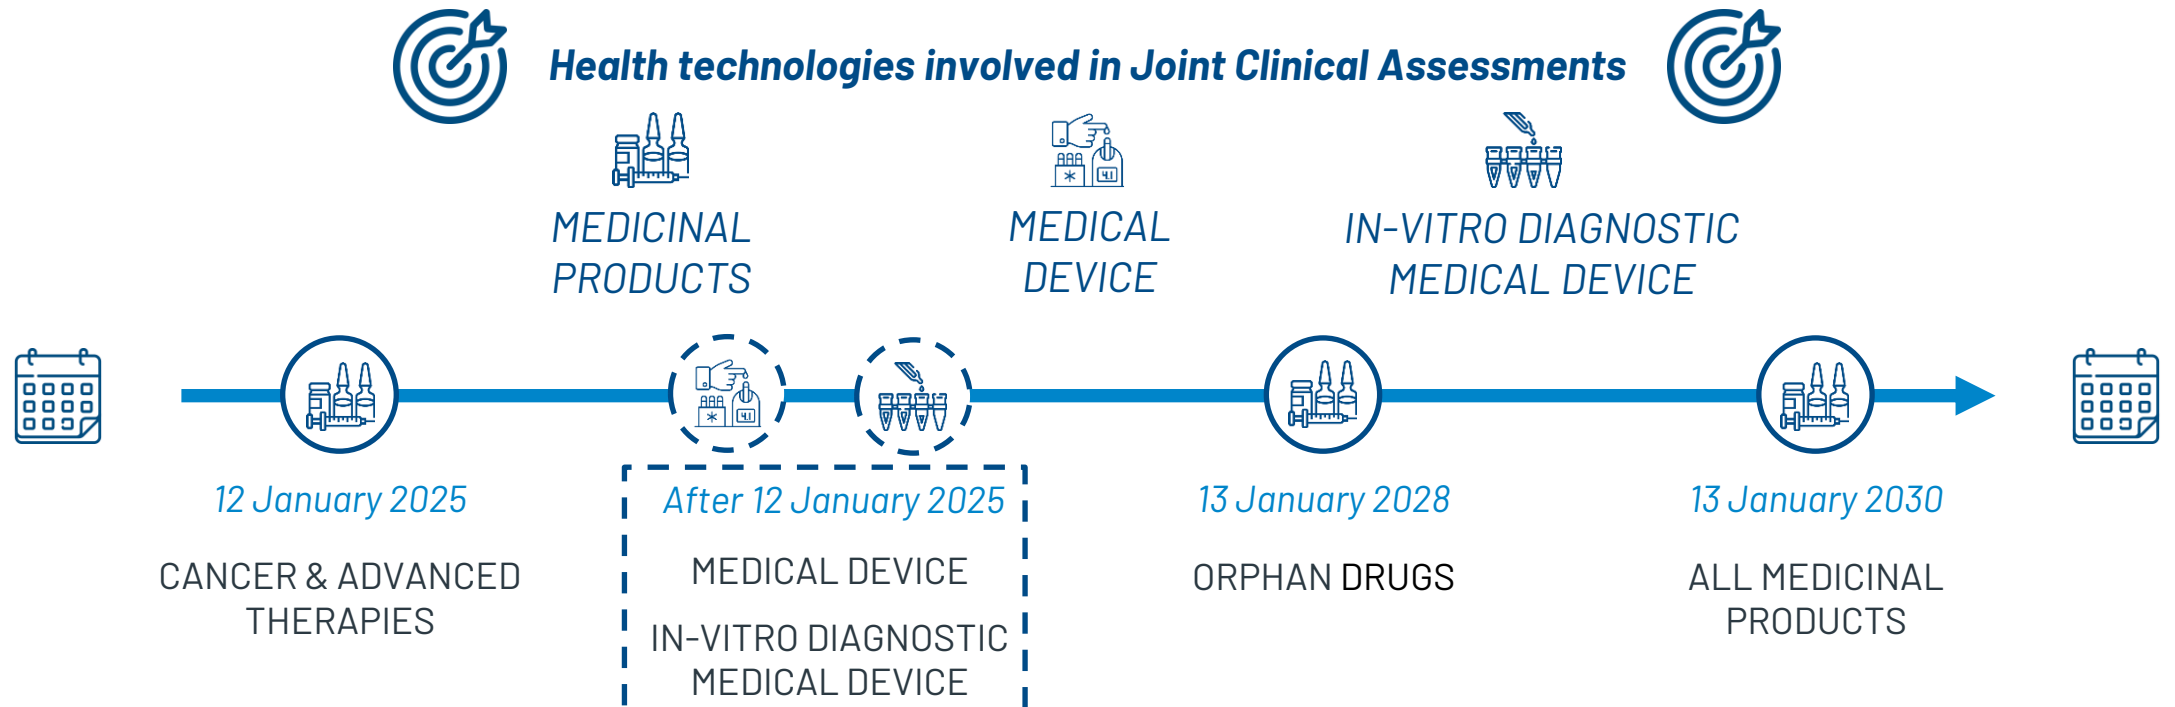 Health technologies involved in Joint Clinical Assessments
MEDICINAL
PRODUCTS
MEDICAL
DEVICE
IN-VITRO DIAGNOSTIC
MEDICAL DEVICE
12 January 2025
CANCER & ADVANCED
THERAPIES
After 12 January 2025
MEDICAL DEVICE
IN-VITRO DIAGNOSTIC
MEDICAL DEVICE
13 January 2028
ORPHAN DRUGS
13 January 2030
ALL MEDICINAL
PRODUCTS